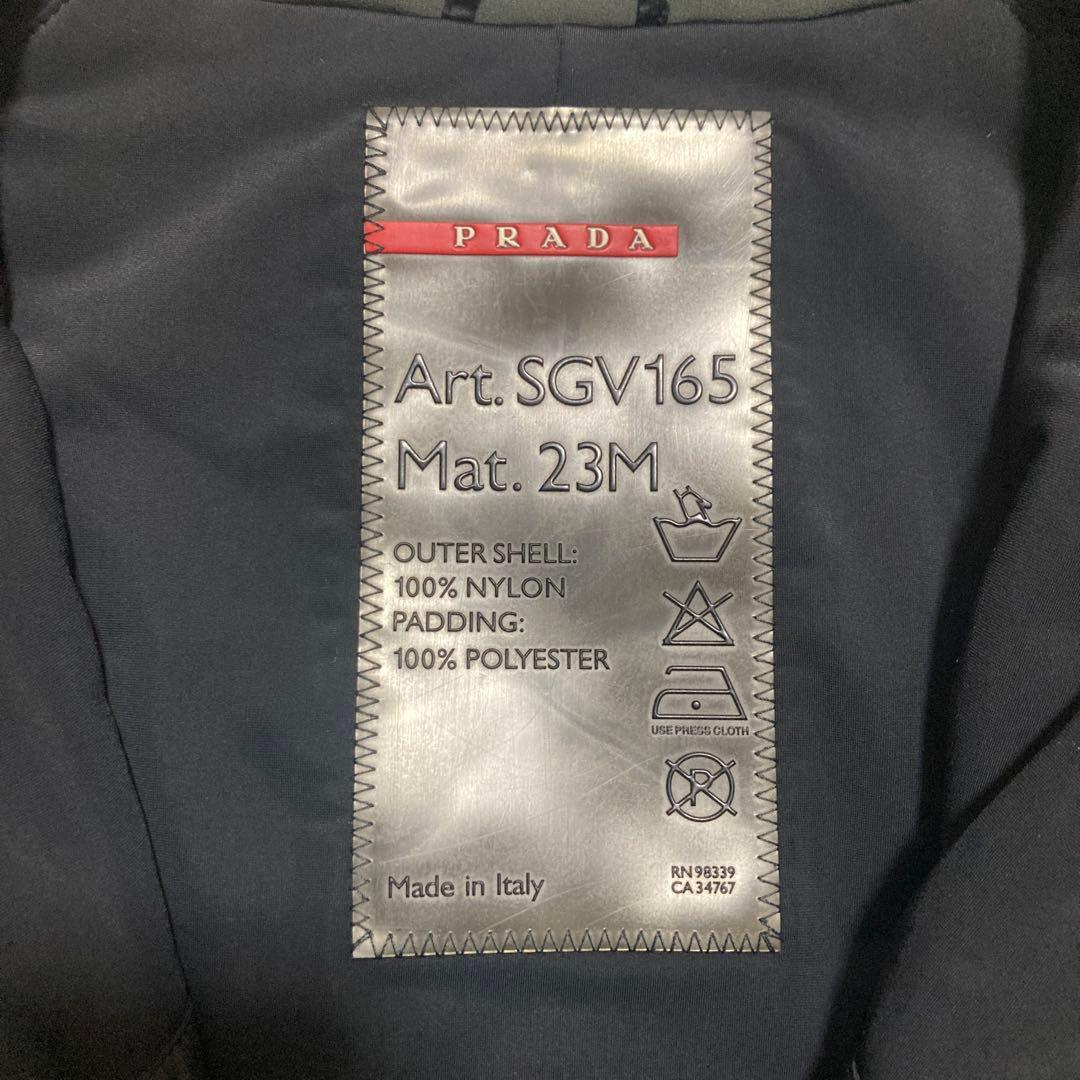 PRADA
Art. SGV165
Mat. 23M
OUTER SHELL:
100% NYLON
PADDING:
100% POLYESTER
USE PRESS CLOTH
P
Made in Italy
RN 98339
CA 34767